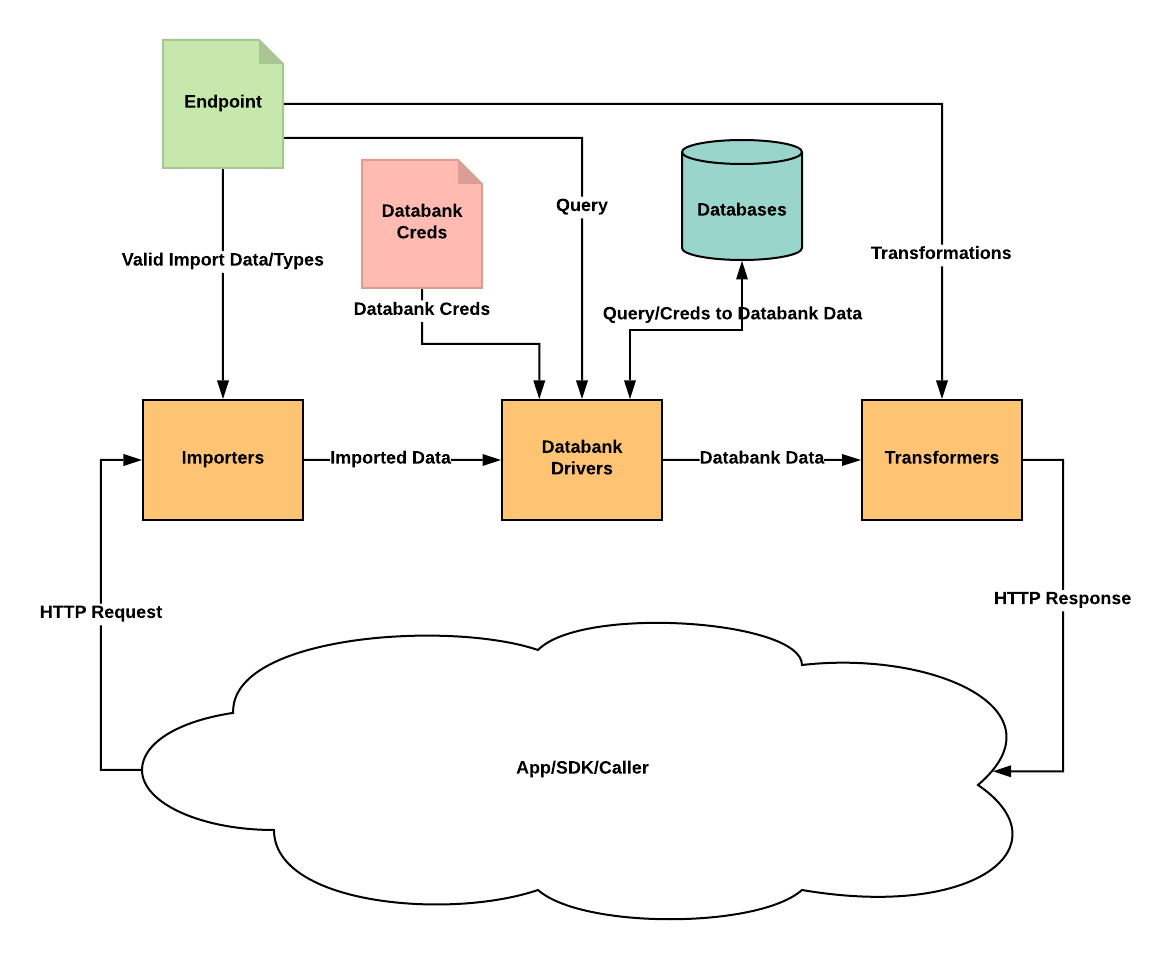 Endpoint
Databank
Creds
Query
Databases
Transformations
Valid Import Data/Types
Databank Creds
Query/Creds to Databank Data
Importers
Imported Data
Databank
Drivers
Databank Data
Transformers
HTTP Request
HTTP Response
App/SDK/Caller